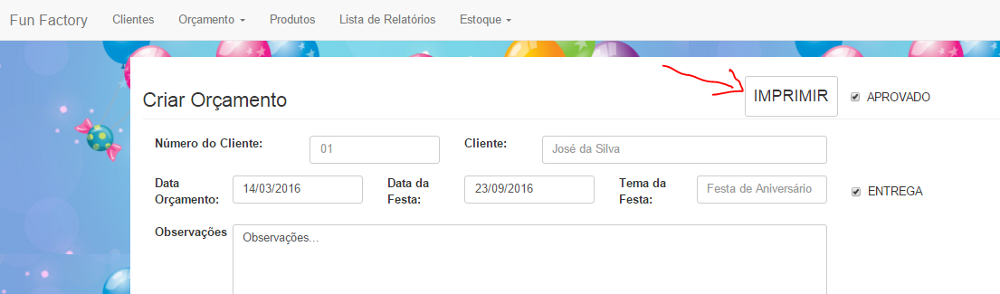 Fun Factory Clientes Orçamento Produtos Lista de Relatórios Estoque
Criar Orçamento IMPRIMIR APROVADO
Número do Cliente: 01 Cliente: José da Silva
Data Orçamento: 14/03/2016 Data da Festa: 23/09/2016 Tema da Festa: Festa de Aniversário ENTREGA
Observações Observações...